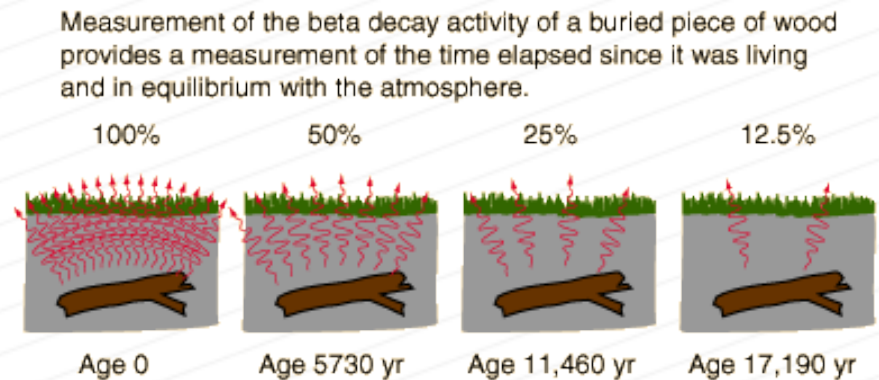 Measurement of the beta decay activity of a buried piece of wood
provides a measurement of the time elapsed since it was living
and in equilibrium with the atmosphere.
100% 50% 25% 12.5%
Age 0 Age 5730 yr Age 11,460 yr Age 17,190 yr